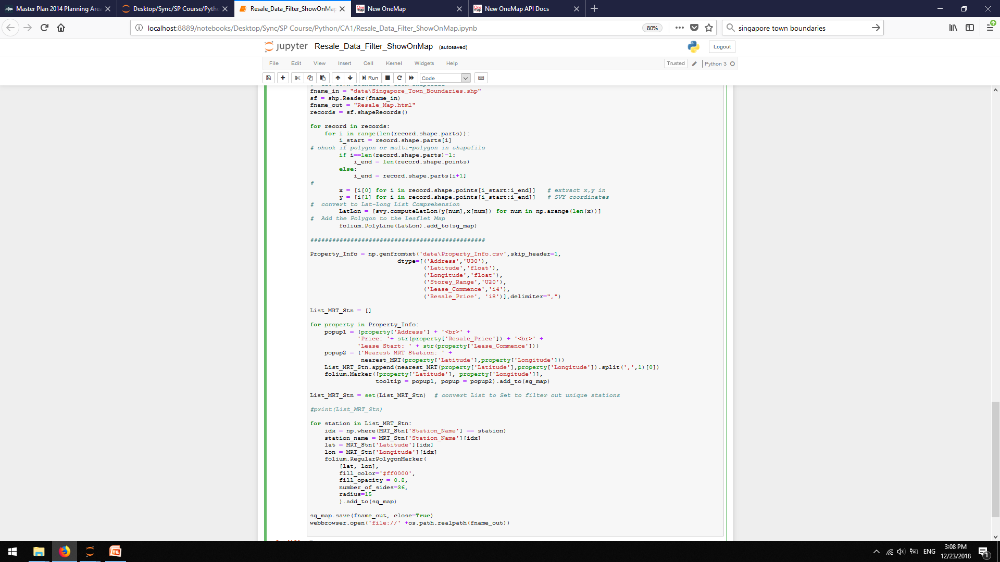 Master Plan 2014 Planning Area
Desktop/Sync/SP Course/Pytho
Resale_Data_Filter_ShowOnMap
New OneMap
New OneMap API Docs
localhost:8889/notebooks/Desktop/Sync/SP Course/Python/CA1/Resale_Data_Filter_ShowOnMap.ipynb
80%
singapore town boundaries
jupyter Resale_Data_Filter_ShowOnMap (autosaved)
Logout
File Edit View Insert Cell Kernel Widgets Help
Trusted
Python 3
Run
Code
fname_in = "data\Singapore_Town_Boundaries.shp"
sf = shp.Reader(fname_in)
fname_out = "Resale_Map.html"
records = sf.shapeRecords()
for record in records:
    for i in range(len(record.shape.parts)):
        i_start = record.shape.parts[i]
# check if polygon or multi-polygon in shapefile
        if i==len(record.shape.parts)-1:
            i_end = len(record.shape.points)
        else:
            i_end = record.shape.parts[i+1]
#
        x = [i[0] for i in record.shape.points[i_start:i_end]]   # extract x,y in
        y = [i[1] for i in record.shape.points[i_start:i_end]]   # SVY coordinates
#  convert to Lat-Long List Comprehension
        LatLon = [svy.computeLatLon(y[num],x[num]) for num in np.arange(len(x))]
#  Add the Polygon to the Leaflet Map
        folium.PolyLine(LatLon).add_to(sg_map)
################################################
Property_Info = np.genfromtxt('data\Property_Info.csv',skip_header=1,
                        dtype=[('Address','U30'),
                               ('Latitude','float'),
                               ('Longitude','float'),
                               ('Storey_Range','U20'),
                               ('Lease_Commence','i4'),
                               ('Resale_Price', 'i8')],delimiter=",")
List_MRT_Stn = []
for property in Property_Info:
    popup1 = (property['Address'] + '<br>' +
             'Price: '+ str(property['Resale_Price']) + '<br>' +
             'Lease Start: ' + str(property['Lease_Commence']))
    popup2 = ('Nearest MRT Station: ' +
              nearest_MRT(property['Latitude'],property['Longitude']))
    List_MRT_Stn.append(nearest_MRT(property['Latitude'],property['Longitude']).split(',',1)[0])
    folium.Marker([property['Latitude'], property['Longitude']],
                  tooltip = popup1, popup = popup2).add_to(sg_map)
List_MRT_Stn = set(List_MRT_Stn)  # convert List to Set to filter out unique stations
#print(List_MRT_Stn)
for station in List_MRT_Stn:
    idx = np.where(MRT_Stn['Station_Name'] == station)
    station_name = MRT_Stn['Station_Name'][idx]
    lat = MRT_Stn['Latitude'][idx]
    lon = MRT_Stn['Longitude'][idx]
    folium.RegularPolygonMarker(
        [lat, lon],
        fill_color='#ff0000',
        fill_opacity = 0.8,
        number_of_sides=36,
        radius=15
        ).add_to(sg_map)
sg_map.save(fname_out, close=True)
webbrowser.open('file://' +os.path.realpath(fname_out))
ENG
3:08 PM
12/23/2018
1